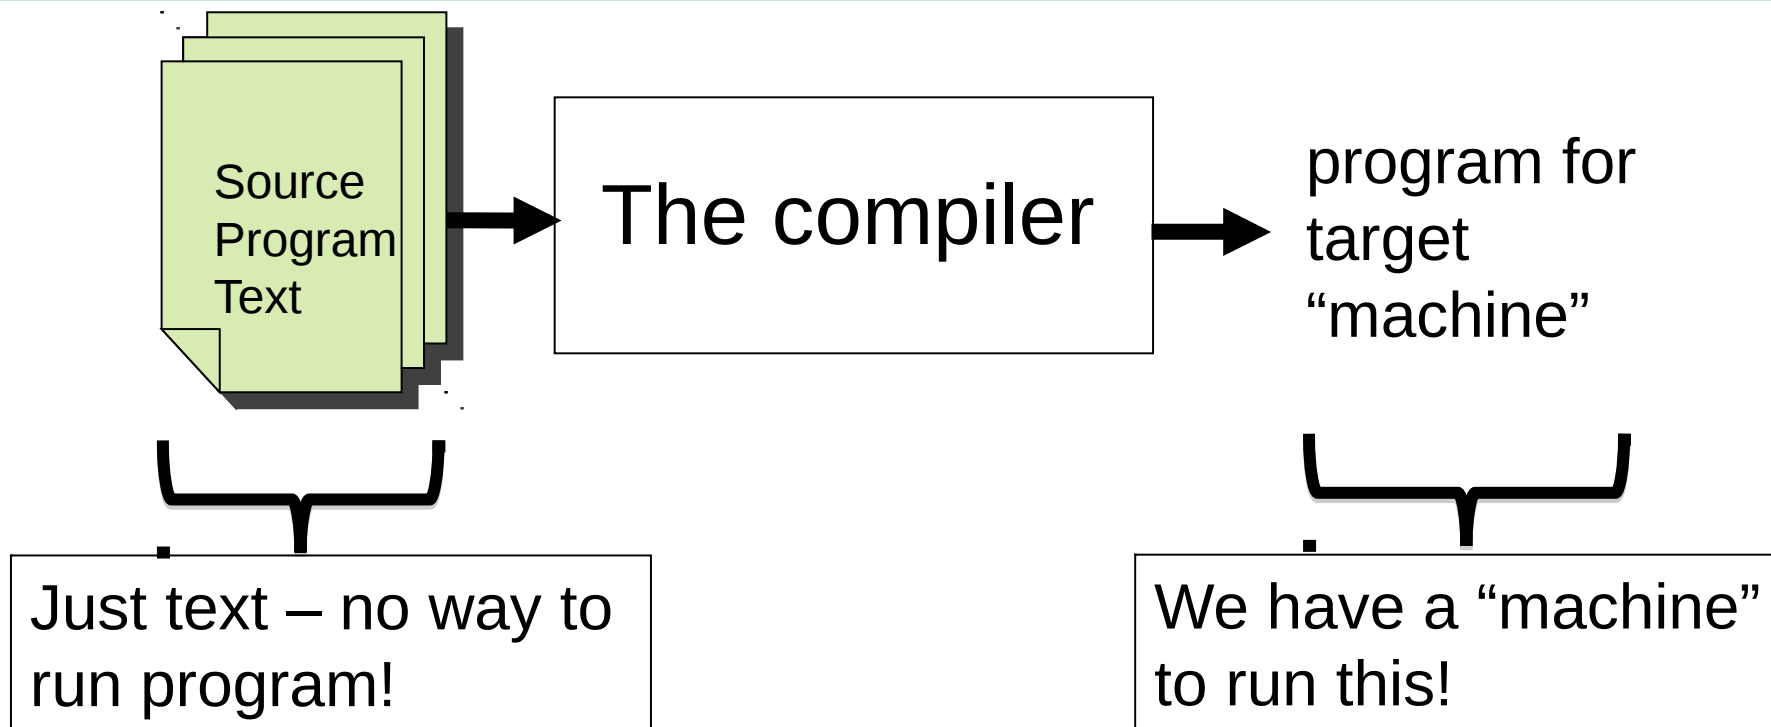 Source
Program
Text
The compiler
program for
target
“machine”
Just text – no way to
run program!
We have a “machine”
to run this!